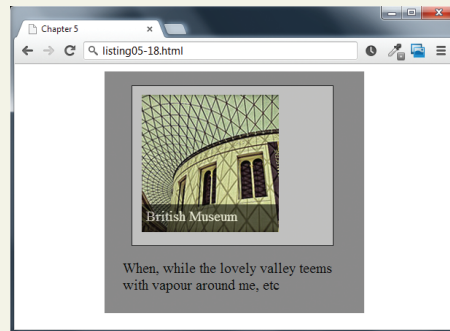 Chapter 5
listing05-18.html
British Museum
When, while the lovely valley teems
with vapour around me, etc